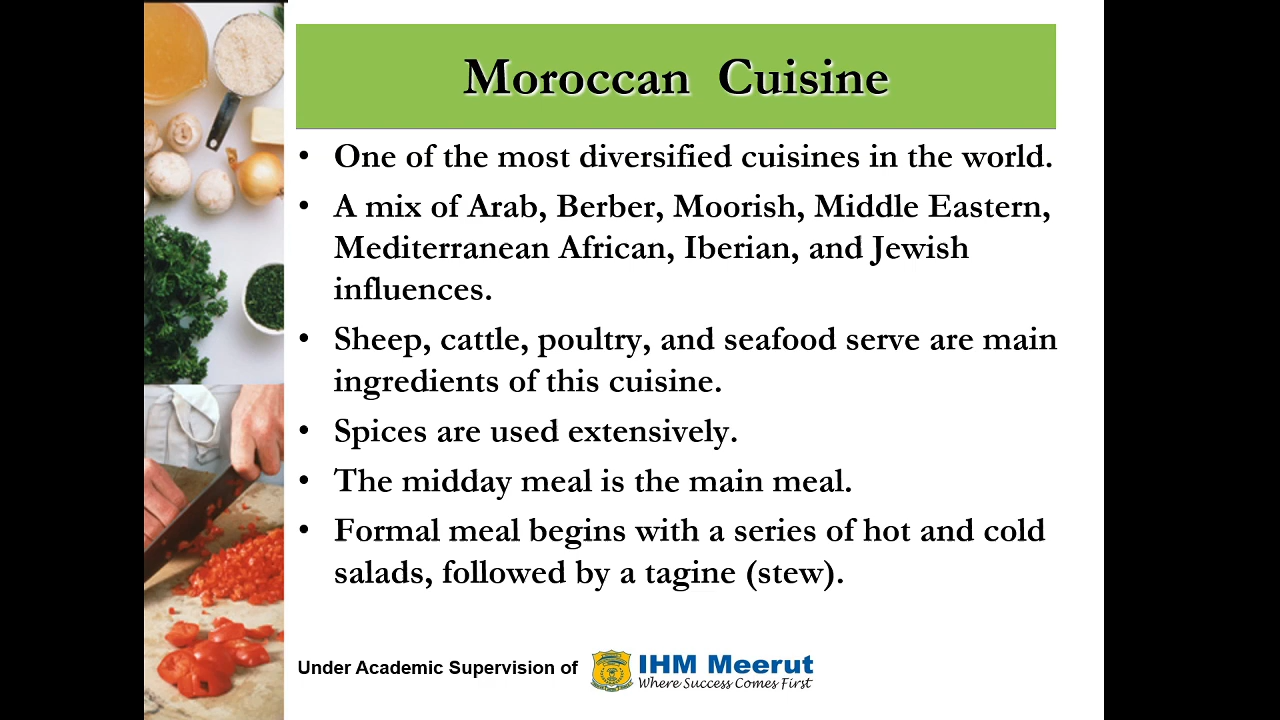 Moroccan Cuisine
• One of the most diversified cuisines in the world.
• A mix of Arab, Berber, Moorish, Middle Eastern,
Mediterranean African, Iberian, and Jewish
influences.
• Sheep, cattle, poultry, and seafood serve are main
ingredients of this cuisine.
• Spices are used extensively.
• The midday meal is the main meal.
• Formal meal begins with a series of hot and cold
salads, followed by a tagine (stew).
Under Academic Supervision of
IHM Meerut
Where Success Comes First